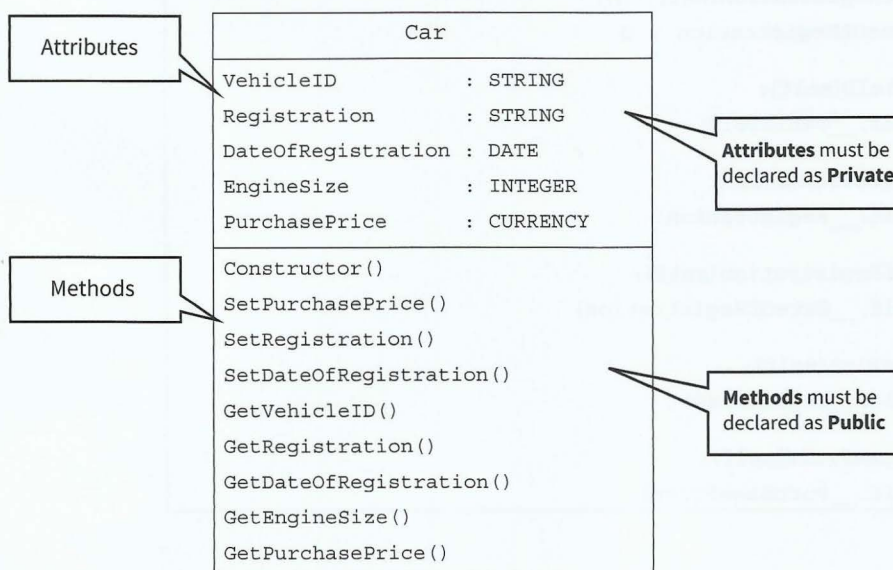 Attributes
Car
VehicleID : STRING
Registration : STRING
DateOfRegistration : DATE
EngineSize : INTEGER
PurchasePrice : CURRENCY
Attributes must be
declared as Private
Methods
Constructor()
SetPurchasePrice()
SetRegistration()
SetDateOfRegistration()
GetVehicleID()
GetRegistration()
GetDateOfRegistration()
GetEngineSize()
GetPurchasePrice()
Methods must be
declared as Public